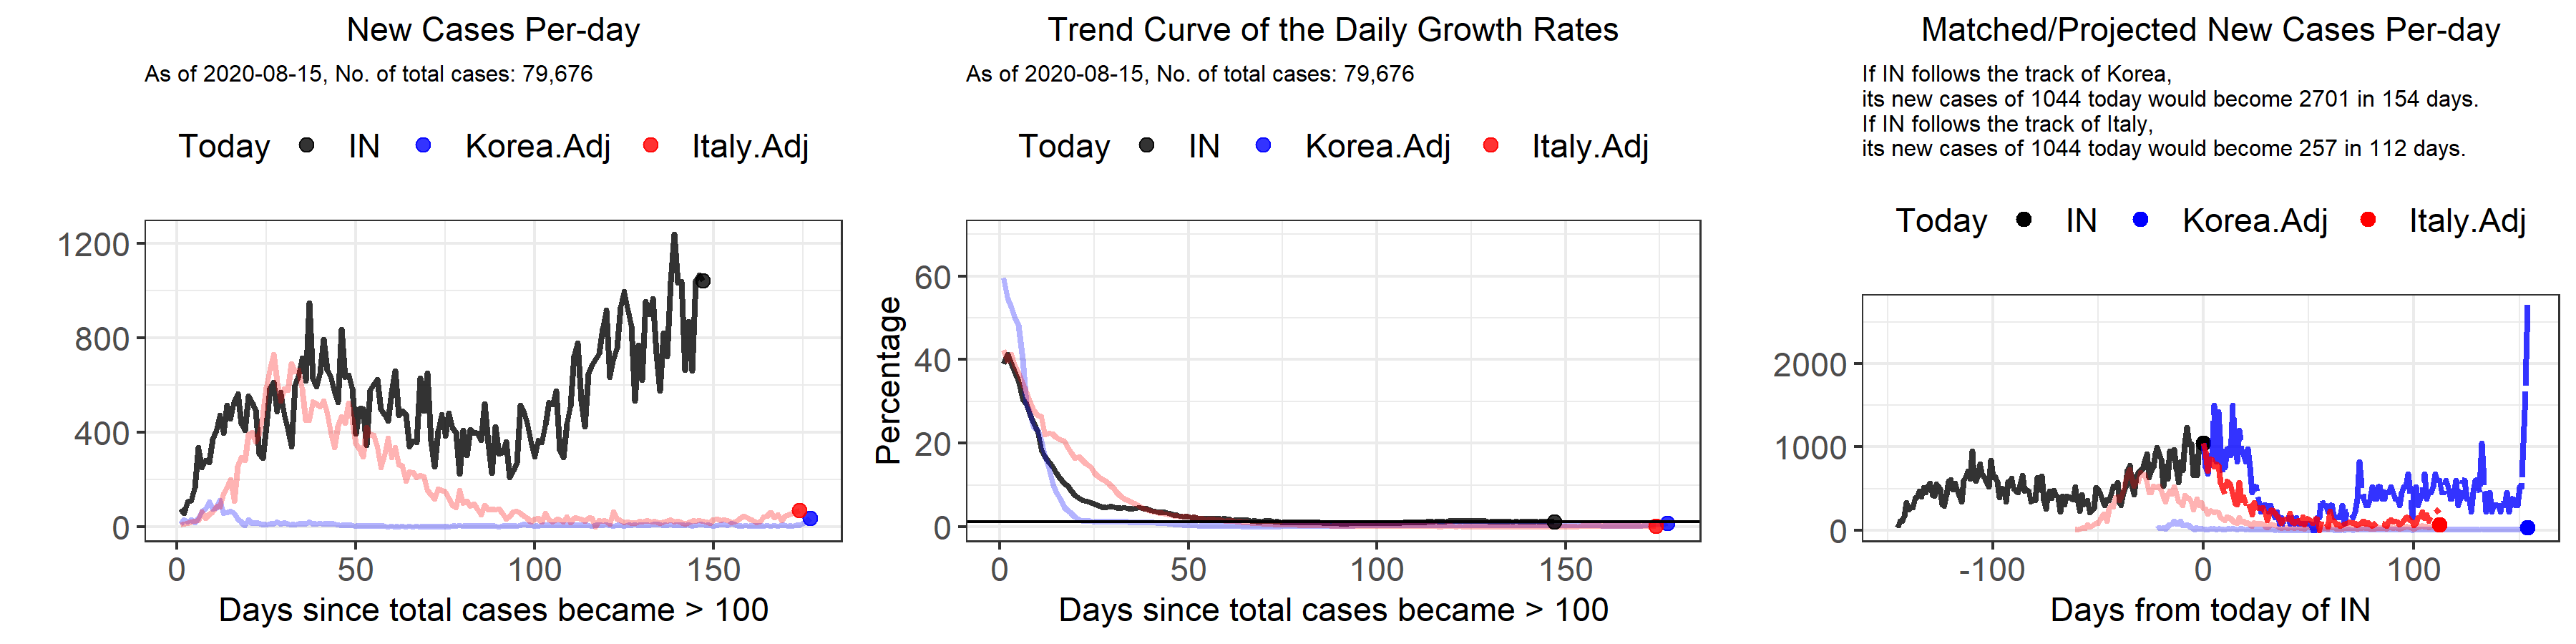 New Cases Per-day
As of 2020-08-15, No. of total cases: 79,676
Today IN Korea.Adj Italy.Adj
1200
800
400
0
0 50 100 150
Days since total cases became > 100
Trend Curve of the Daily Growth Rates
As of 2020-08-15, No. of total cases: 79,676
Today IN Korea.Adj Italy.Adj
Percentage
60
40
20
0
0 50 100 150
Days since total cases became > 100
Matched/Projected New Cases Per-day
If IN follows the track of Korea,
its new cases of 1044 today would become 2701 in 154 days.
If IN follows the track of Italy,
its new cases of 1044 today would become 257 in 112 days.
Today IN Korea.Adj Italy.Adj
2000
1000
0
-100 0 100
Days from today of IN